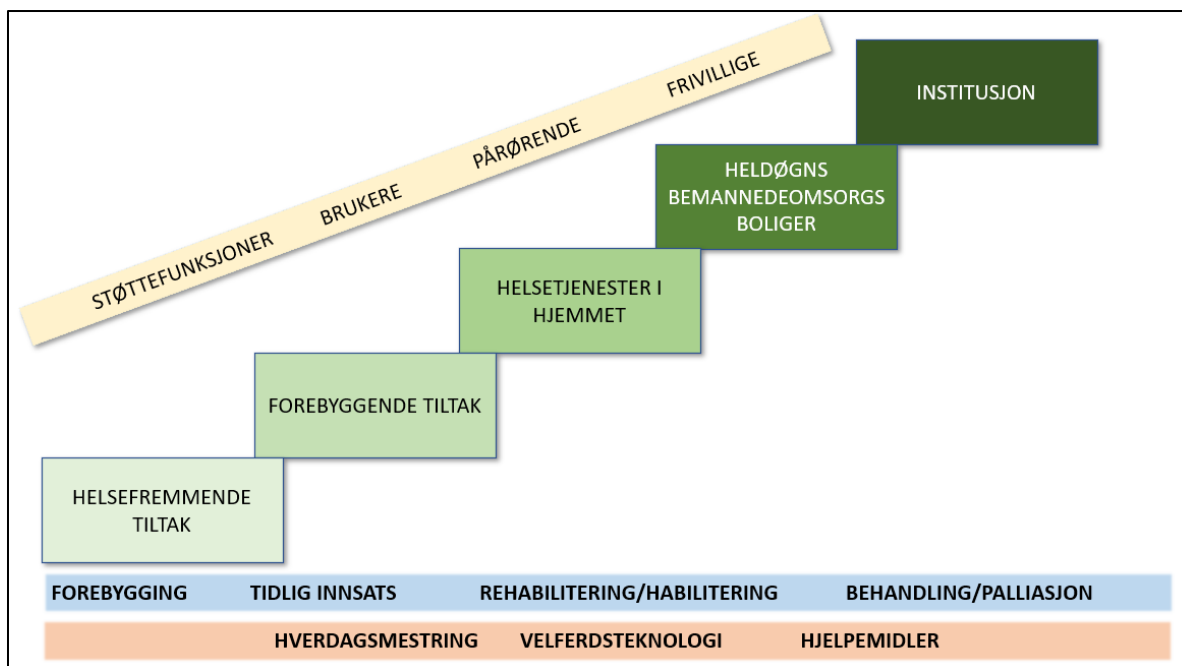 STØTTEFUNKSJONER BRUKERE PÅRØRENDE FRIVILLIGE
INSTITUSJON
HELDØGNS
BEMANNEDEOMSORGS
BOLIGER
HELSETJENESTER I
HJEMMET
FOREBYGGENDE TILTAK
HELSEFREMMENDE
TILTAK
FOREBYGGING TIDLIG INNSATS REHABILITERING/HABILITERING BEHANDLING/PALLIASJON
HVERDAGSMESTRING VELFERDSTEKNOLOGI HJELPEMIDLER